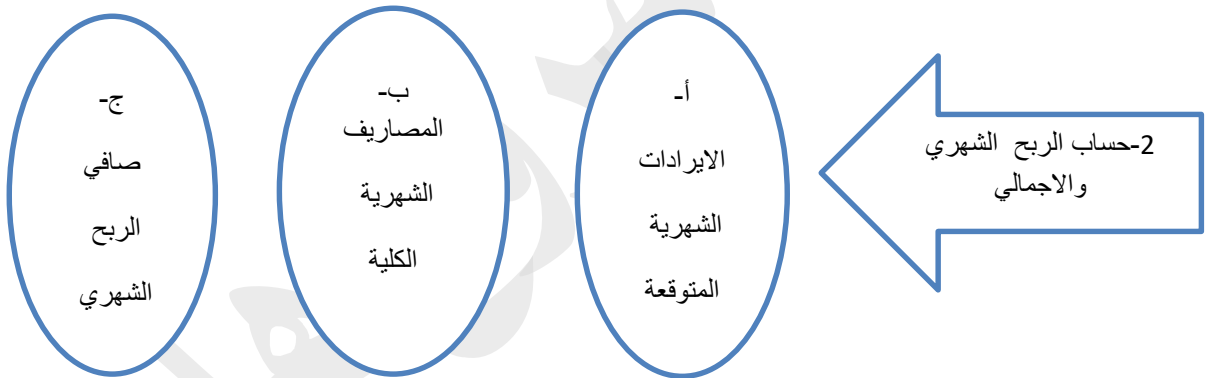 2-حساب الربح الشهري
والاجمالي
أ-
الايرادات
الشهرية
المتوقعة
ب-
المصاريف
الشهرية
الكلية
ج-
صافي
الربح
الشهري